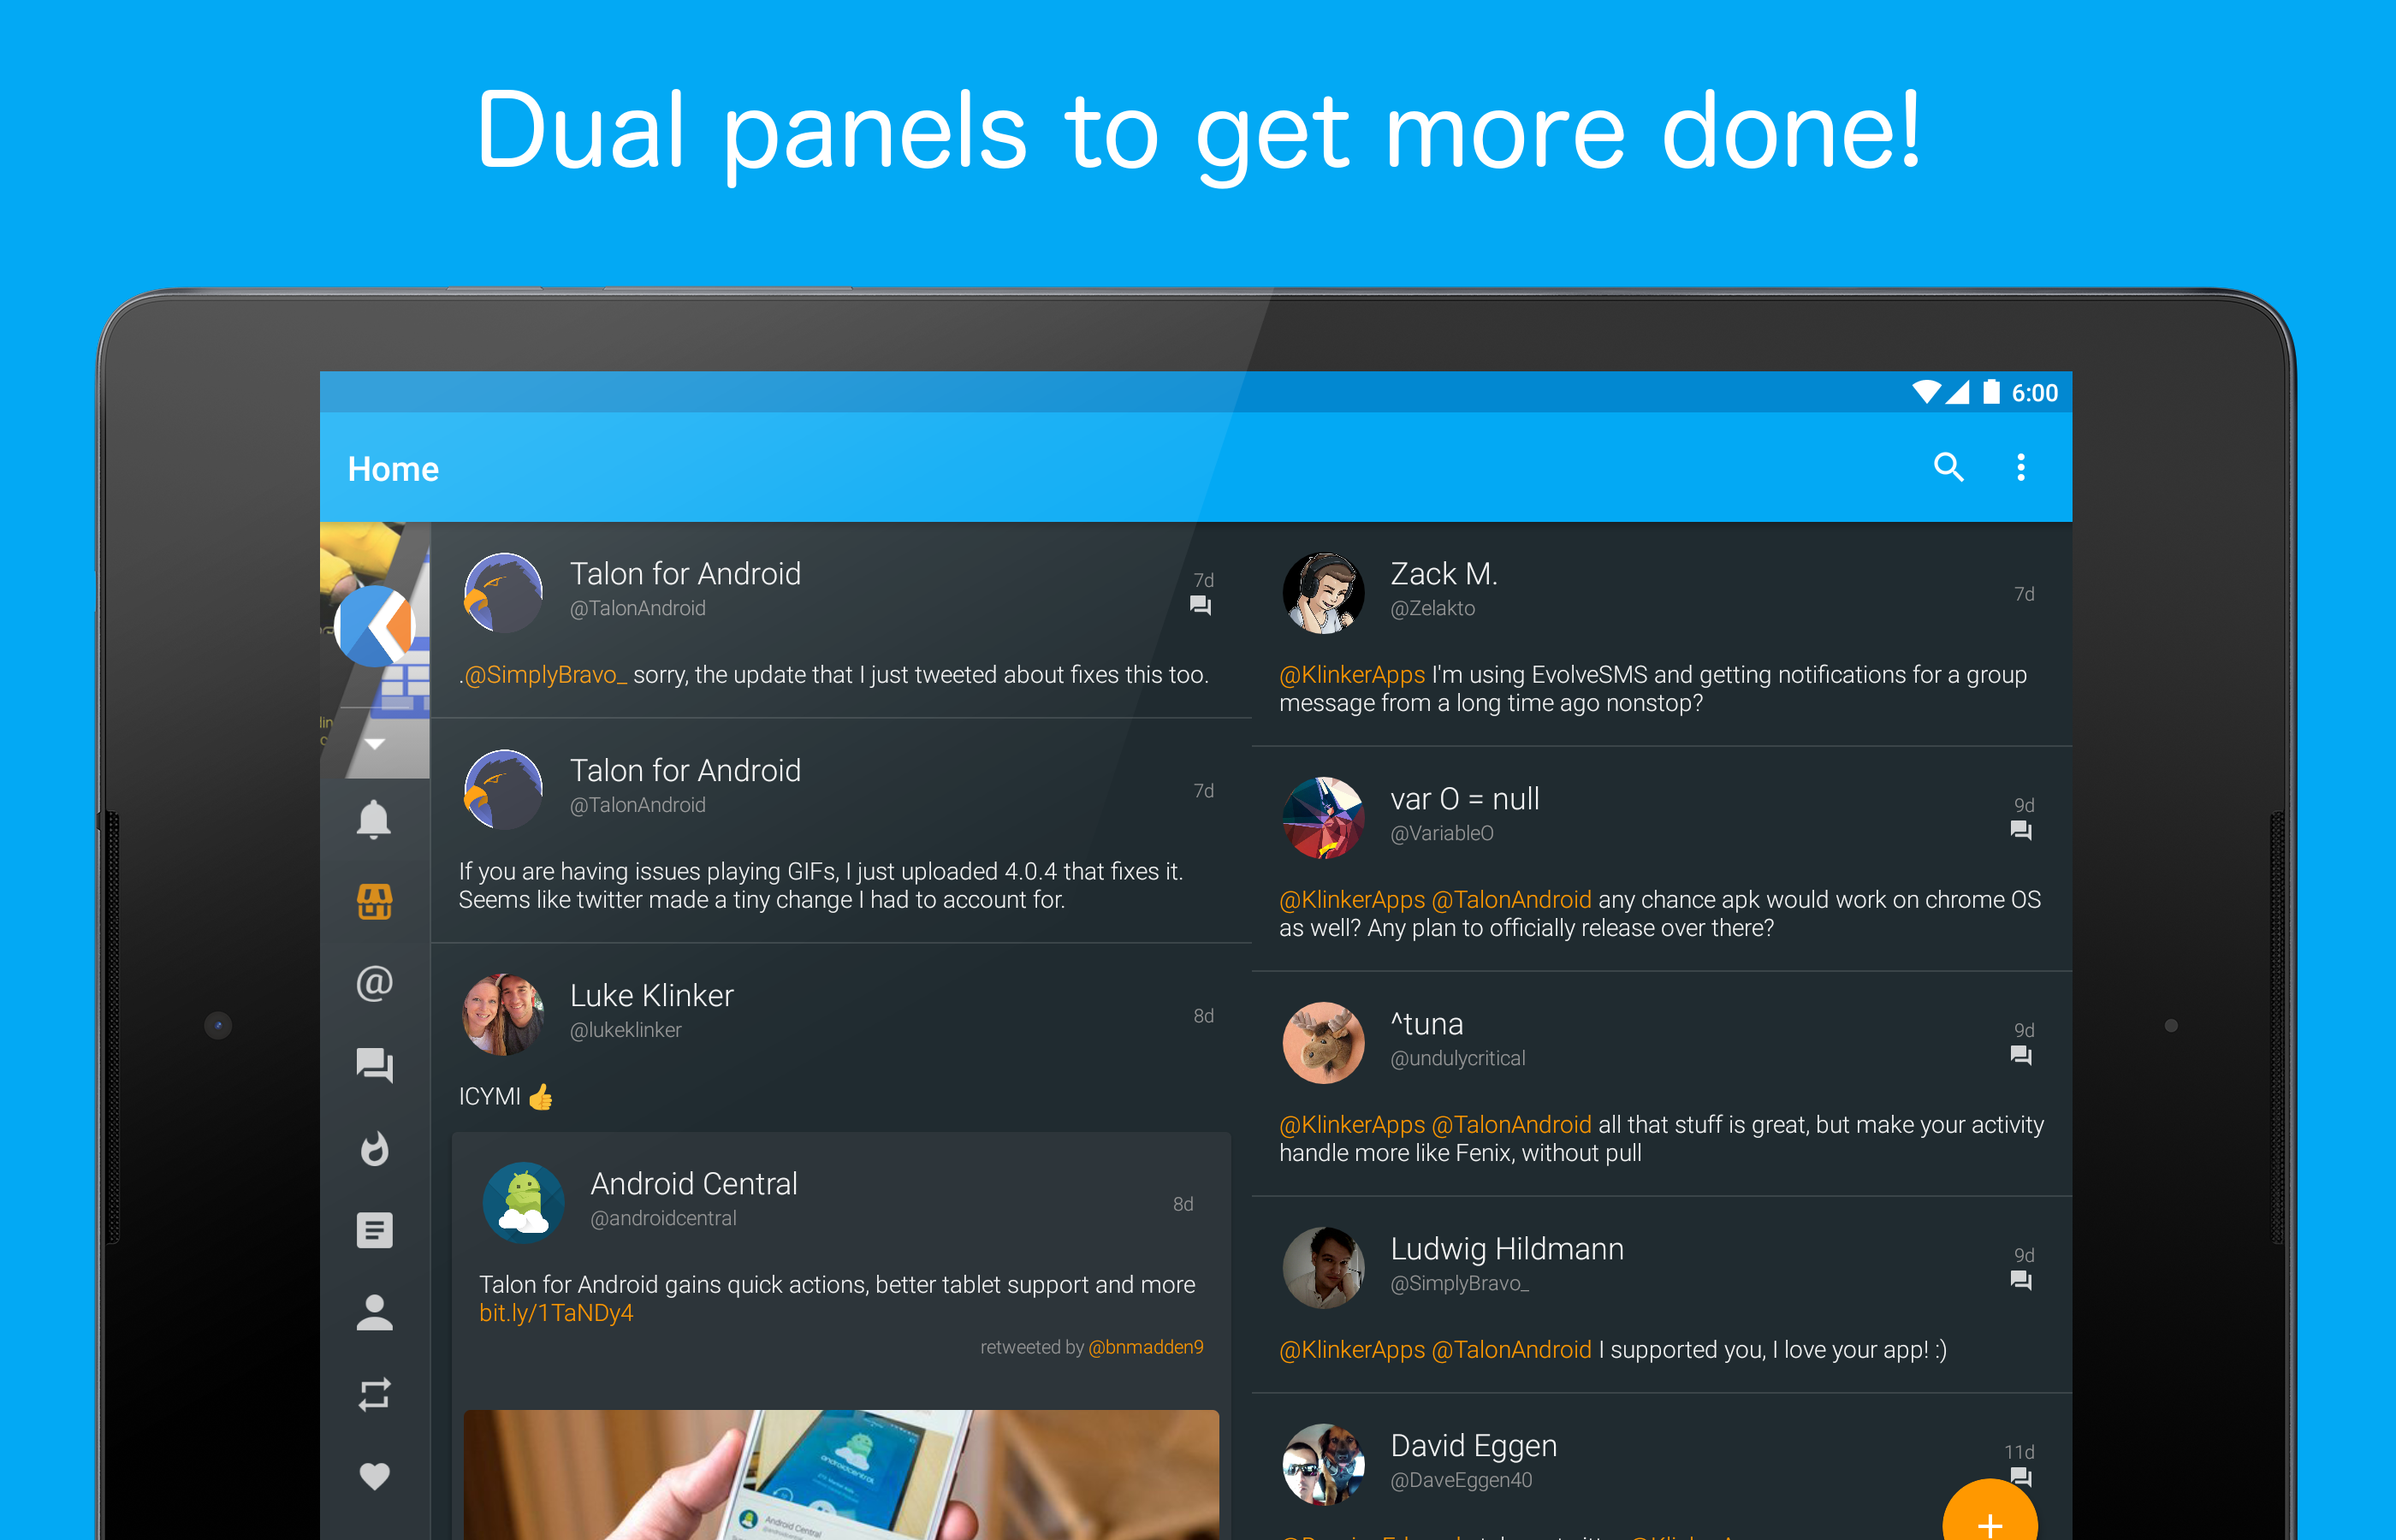 Dual panels to get more done!
6:00
Home
Talon for Android
@TalonAndroid
7d
.@SimplyBravo_ sorry, the update that I just tweeted about fixes this too.
Talon for Android
@TalonAndroid
7d
If you are having issues playing GIFs, I just uploaded 4.0.4 that fixes it.
Seems like twitter made a tiny change I had to account for.
Luke Klinker
@lukeklinker
8d
ICYMI 👍
Android Central
@androidcentral
8d
Talon for Android gains quick actions, better tablet support and more
bit.ly/1TaNDy4
retweeted by @bnmadden9
androidcentral
Android Central
Zack M.
@Zelakto
7d
@KlinkerApps I'm using EvolveSMS and getting notifications for a group
message from a long time ago nonstop?
var O = null
@VariableO
9d
@KlinkerApps @TalonAndroid any chance apk would work on chrome OS
as well? Any plan to officially release over there?
^tuna
@undulycritical
9d
@KlinkerApps @TalonAndroid all that stuff is great, but make your activity
handle more like Fenix, without pull
Ludwig Hildmann
@SimplyBravo_
9d
@KlinkerApps @TalonAndroid I supported you, I love your app! :)
David Eggen
@DaveEggen40
11d